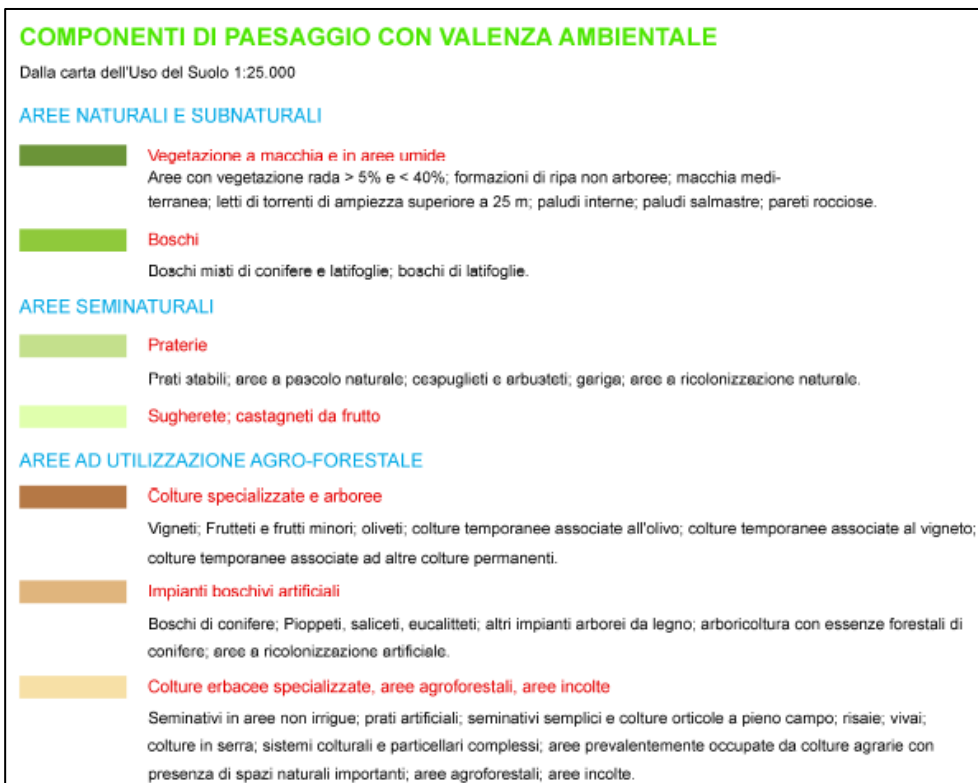 COMPONENTI DI PAESAGGIO CON VALENZA AMBIENTALE
Dalla carta dell'Uso del Suolo 1:25.000
AREE NATURALI E SUBNATURALI
Vegetazione a macchia e in aree umide
Aree con vegetazione rada > 5% e < 40%; formazioni di ripa non arboree; macchia medi-
terranea; letti di torrenti di ampiezza superiore a 25 m; paludi interne; paludi salmastre; pareti rocciose.
Boschi
Boschi misti di conifere e latifoglie; boschi di latifoglie.
AREE SEMINATURALI
Praterie
Prati stabili; aree a pascolo naturale; cespuglieti e arbusteti; gariga; aree a ricolonizzazione naturale.
Sugherete; castagneti da frutto
AREE AD UTILIZZAZIONE AGRO-FORESTALE
Colture specializzate e arboree
Vigneti; Frutteti e frutti minori; oliveti; colture temporanee associate all'olivo; colture temporanee associate al vigneto;
colture temporanee associate ad altre colture permanenti.
Impianti boschivi artificiali
Boschi di conifere; Pioppeti, saliceti, eucalitteti; altri impianti arborei da legno; arboricoltura con essenze forestali di
conifere; aree a ricolonizzazione artificiale.
Colture erbacee specializzate, aree agroforestali, aree incolte
Seminativi in aree non irrigue; prati artificiali; seminativi semplici e colture orticole a pieno campo; risaie; vivai;
colture in serra; sistemi colturali e particellari complessi; aree prevalentemente occupate da colture agrarie con
presenza di spazi naturali importanti; aree agroforestali; aree incolte.